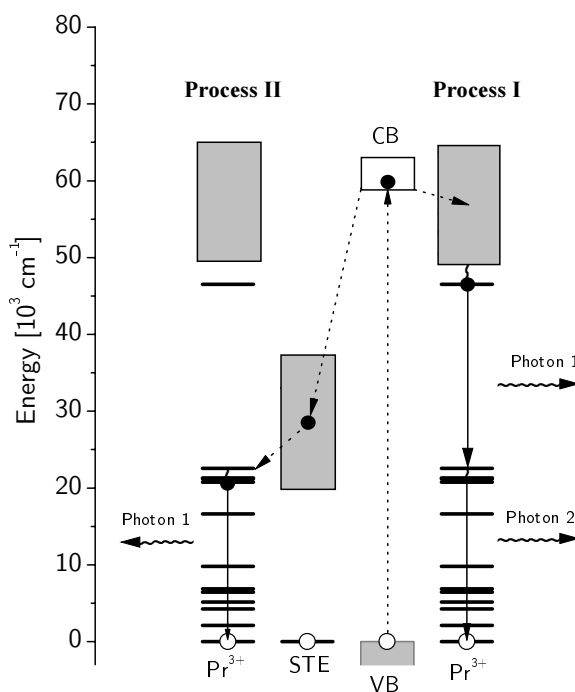 80
70
60
50
40
30
20
10
0
Energy [10³ cm⁻¹]
Process II
Process I
CB
Photon 1
Photon 1
Photon 2
Pr³⁺
STE
VB
Pr³⁺